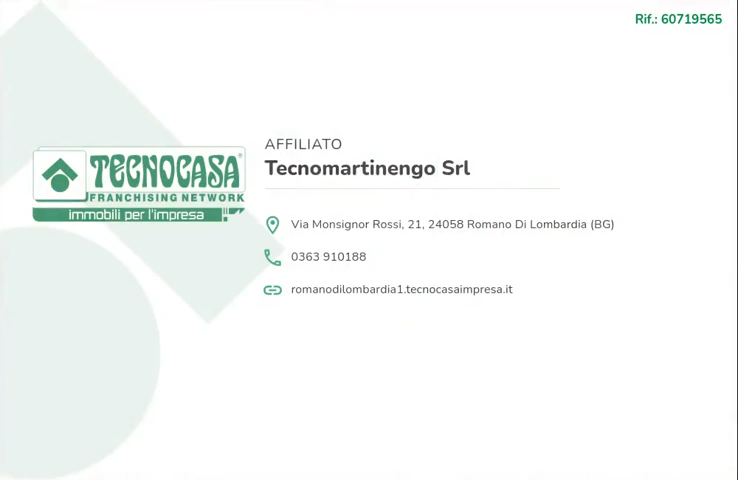 Rif.: 60719565
AFFILIATO
Tecnomartinengo Srl
TECNOCASA®
FRANCHISING NETWORK
immobili per l'impresa
Via Monsignor Rossi, 21, 24058 Romano Di Lombardia (BG)
0363 910188
romanodilombardia1.tecnocasaimpresa.it